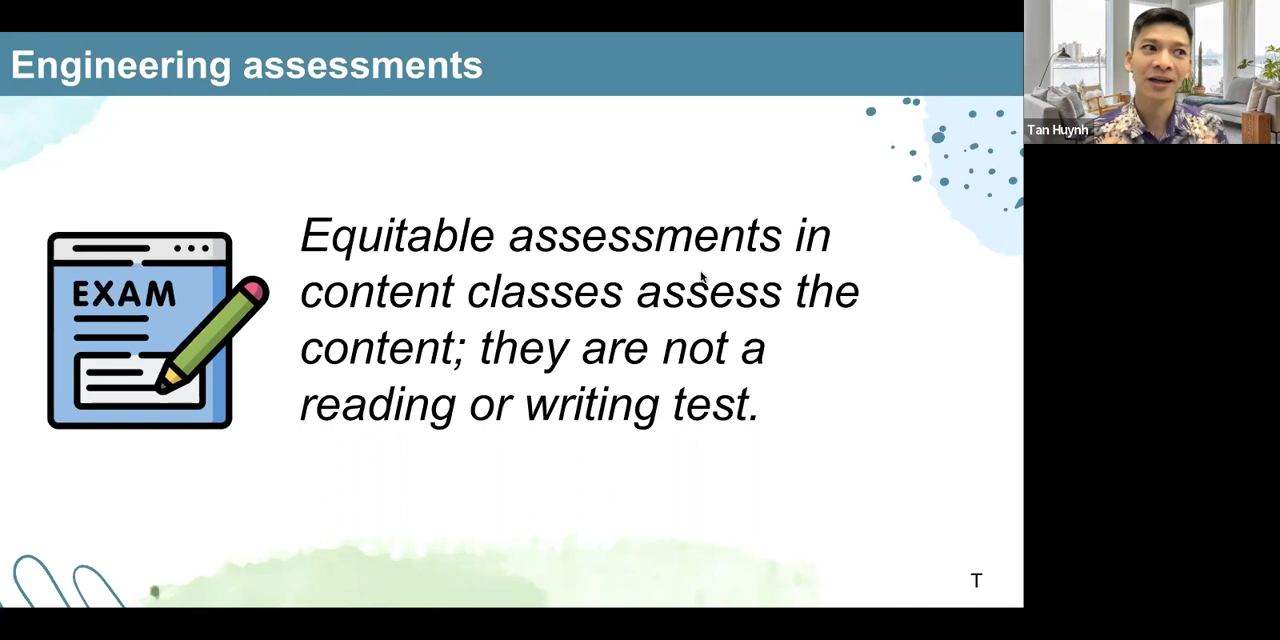 Engineering assessments
Tan Huynh
EXAM
Equitable assessments in
content classes assess the
content; they are not a
reading or writing test.
T